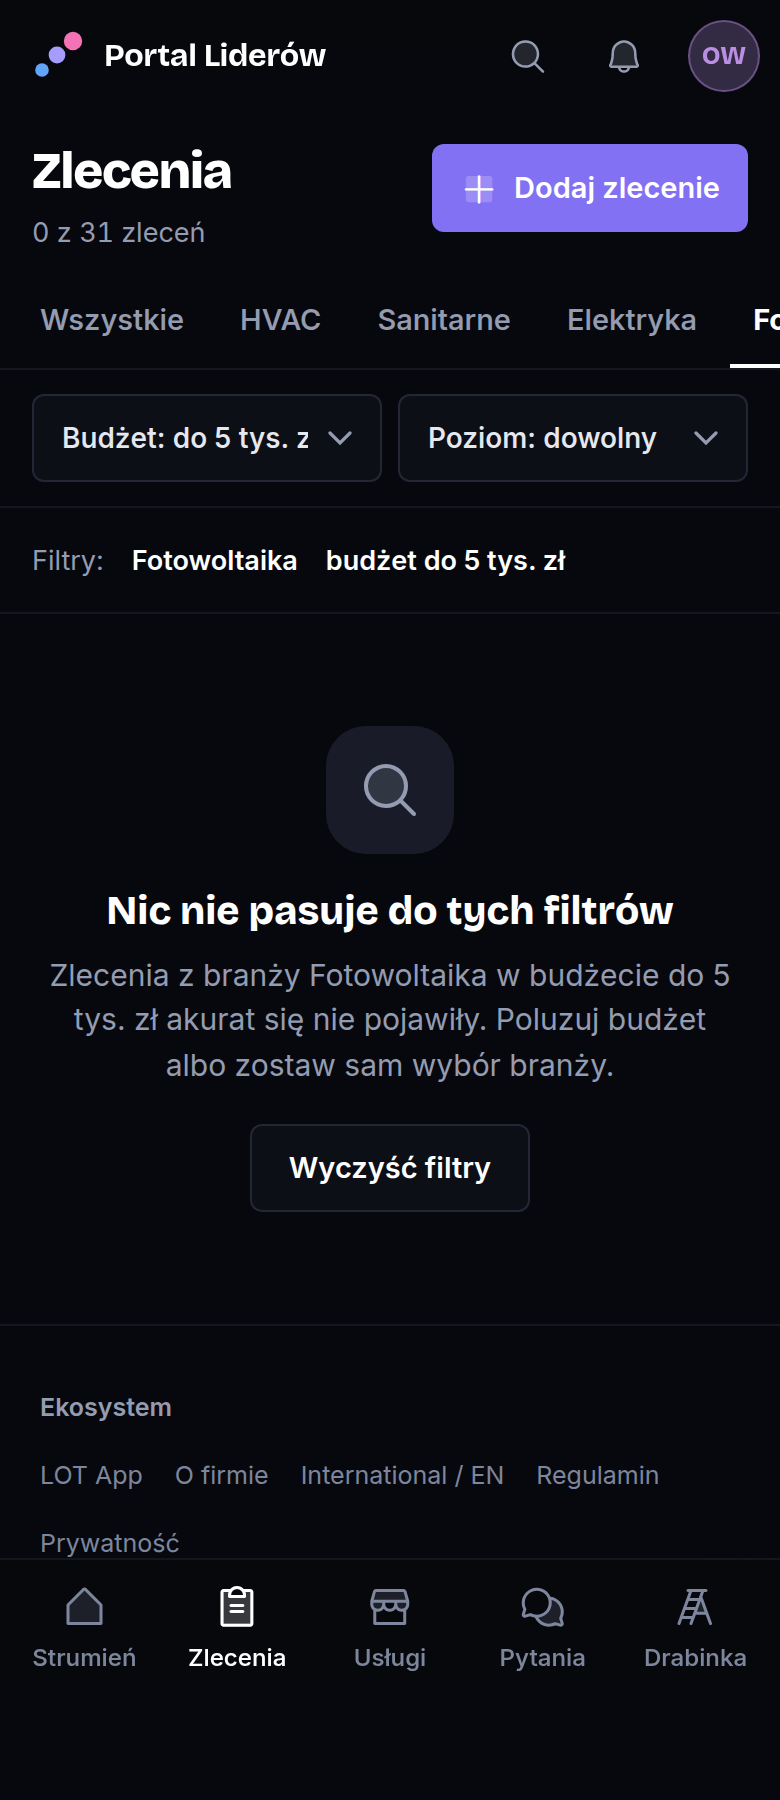 Portal Liderów
OW
Zlecenia
Dodaj zlecenie
0 z 31 zleceń
Wszystkie HVAC Sanitarne Elektryka Fo
Budżet: do 5 tys. z
Poziom: dowolny
Filtry: Fotowoltaika budżet do 5 tys. zł
Nic nie pasuje do tych filtrów
Zlecenia z branży Fotowoltaika w budżecie do 5
tys. zł akurat się nie pojawiły. Poluzuj budżet
albo zostaw sam wybór branży.
Wyczyść filtry
Ekosystem
LOT App O firmie International / EN Regulamin
Prywatność
Strumień Zlecenia Usługi Pytania Drabinka